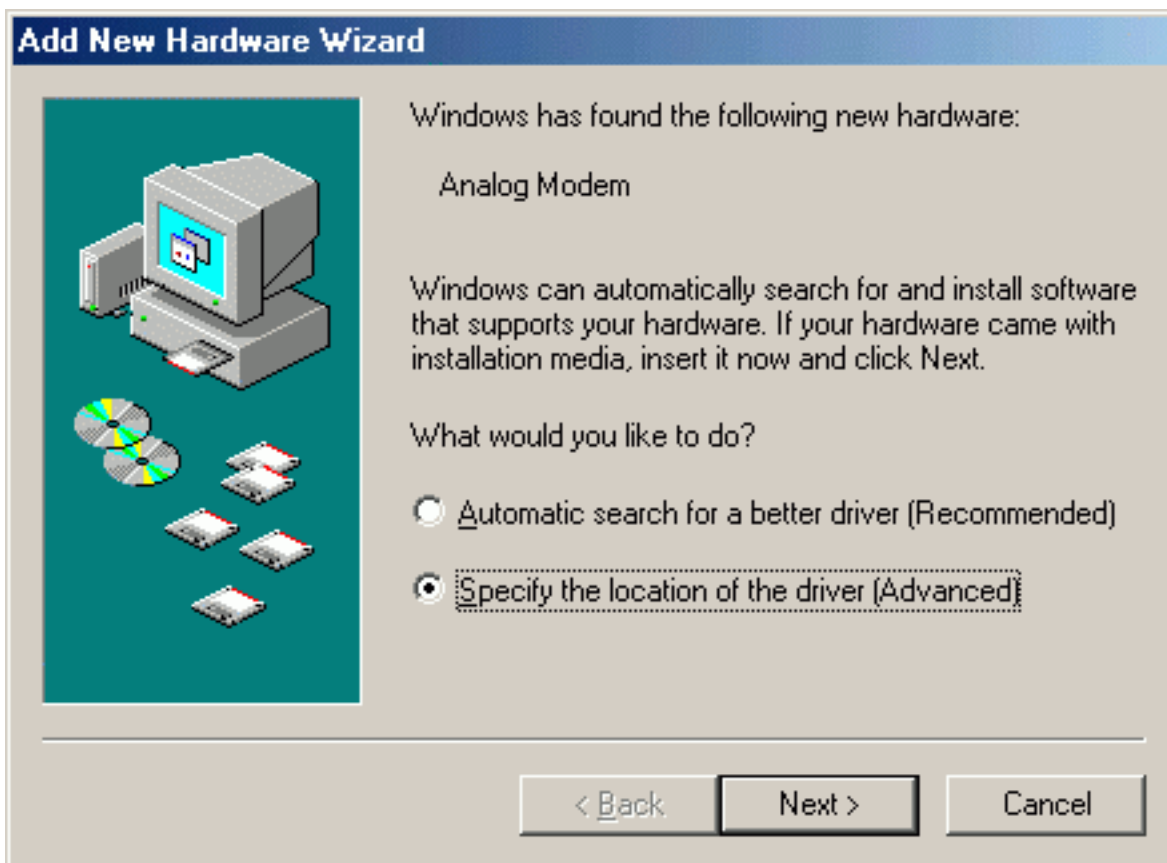 Add New Hardware Wizard
Windows has found the following new hardware:
Analog Modem
Windows can automatically search for and install software
that supports your hardware. If your hardware came with
installation media, insert it now and click Next.
What would you like to do?
Automatic search for a better driver (Recommended)
Specify the location of the driver (Advanced)
< Back
Next >
Cancel